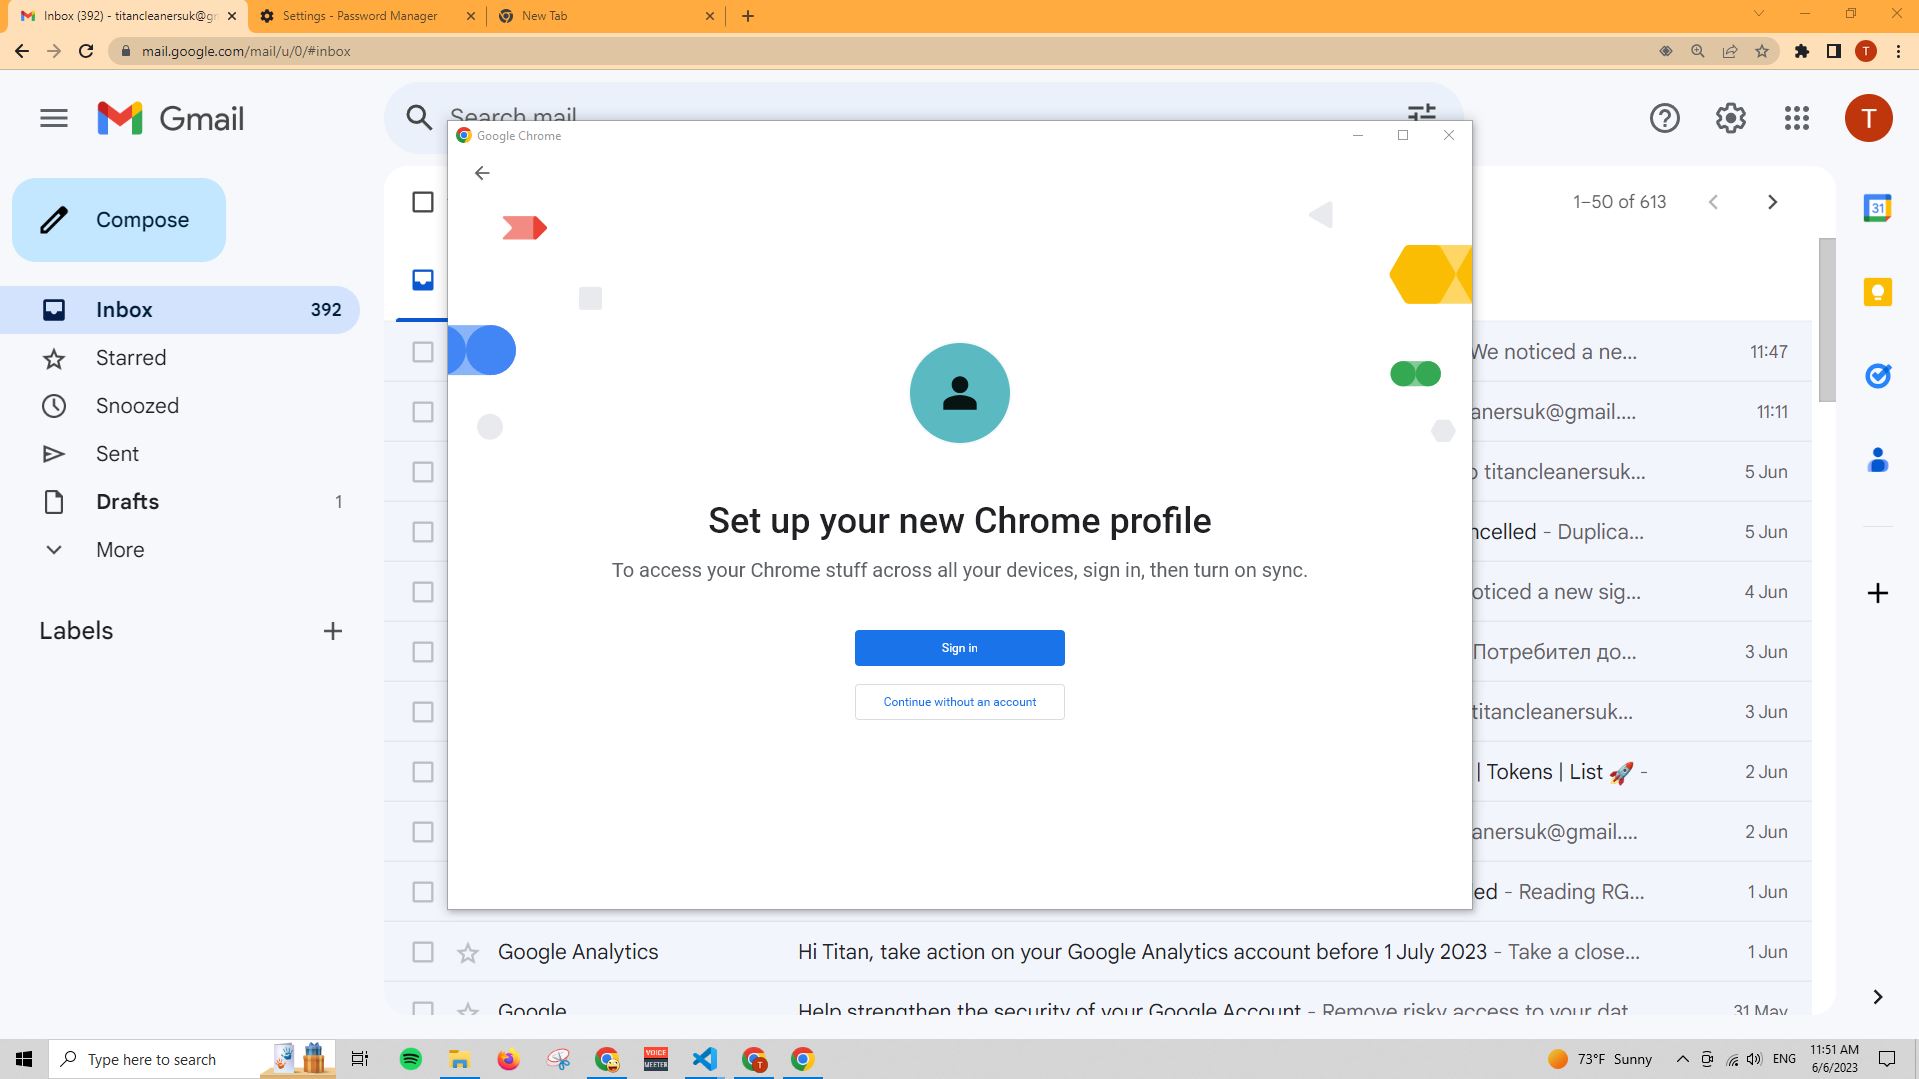 Inbox (392) - titancleanersuk@gm
Settings - Password Manager
New Tab
mail.google.com/mail/u/0/#inbox
T
Gmail
Search mail
T
Google Chrome
Compose
1–50 of 613
31
Inbox 392
Starred
Snoozed
Sent
Drafts 1
More
Labels
Set up your new Chrome profile
To access your Chrome stuff across all your devices, sign in, then turn on sync.
Sign in
Continue without an account
We noticed a ne... 11:47
anersuk@gmail.... 11:11
titancleanersuk... 5 Jun
ncelled - Duplica... 5 Jun
oticed a new sig... 4 Jun
Потребител до... 3 Jun
titancleanersuk... 3 Jun
| Tokens | List 🚀 - 2 Jun
anersuk@gmail.... 2 Jun
ed - Reading RG... 1 Jun
Google Analytics Hi Titan, take action on your Google Analytics account before 1 July 2023 - Take a close... 1 Jun
Google Help strengthen the security of your Google Account - Remove risky access to your dat 31 May
Type here to search
VOICE
MEETER
T
73°F Sunny
ENG
11:51 AM
6/6/2023